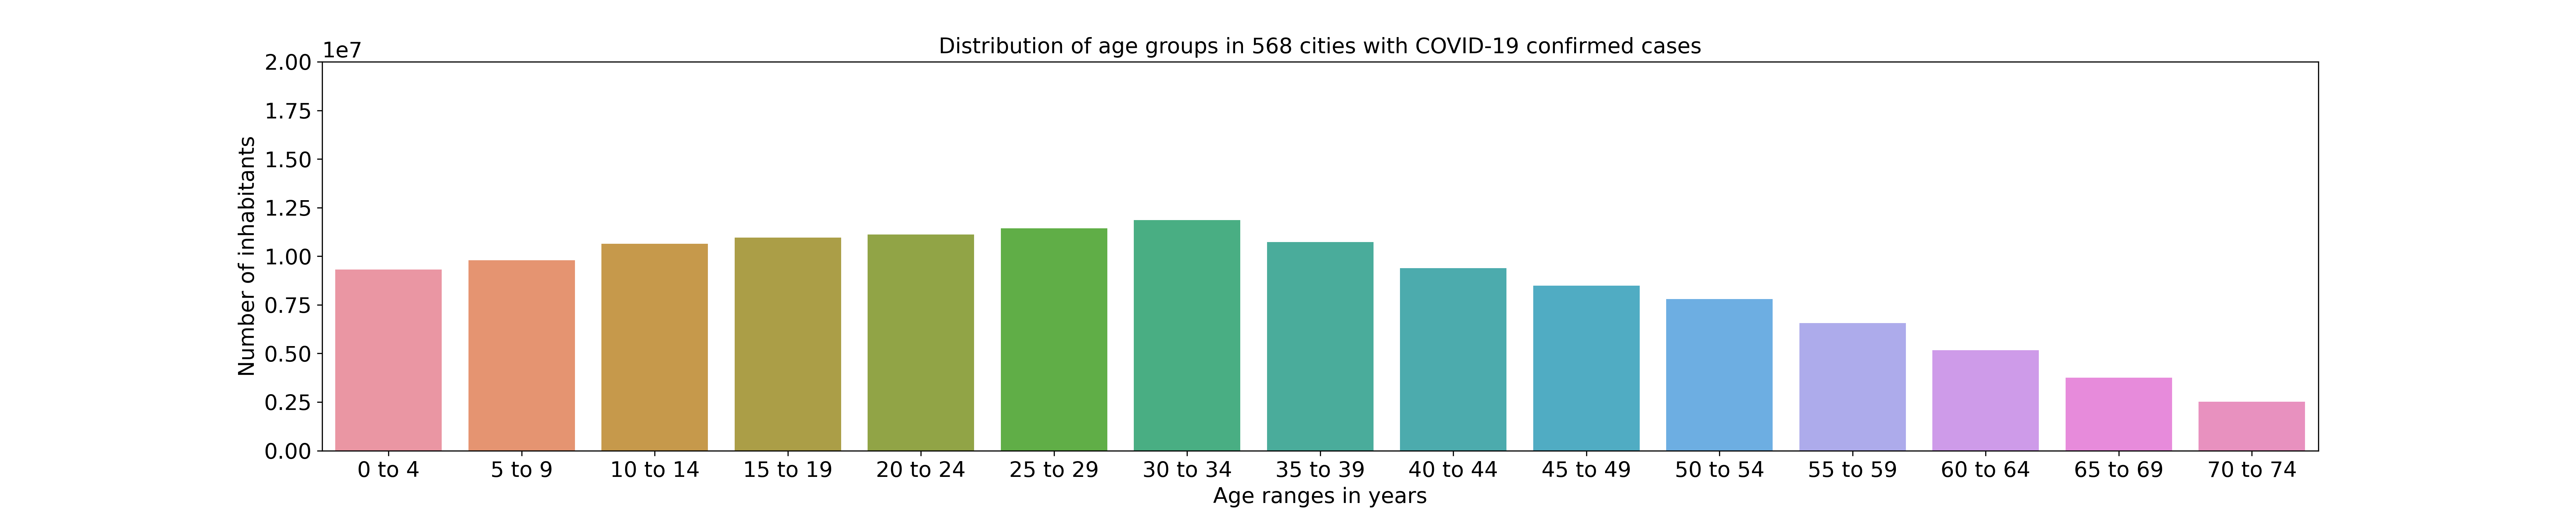 Distribution of age groups in 568 cities with COVID-19 confirmed cases
1e7
2.00
1.75
1.50
1.25
1.00
0.75
0.50
0.25
0.00
Number of inhabitants
0 to 4 5 to 9 10 to 14 15 to 19 20 to 24 25 to 29 30 to 34 35 to 39 40 to 44 45 to 49 50 to 54 55 to 59 60 to 64 65 to 69 70 to 74
Age ranges in years